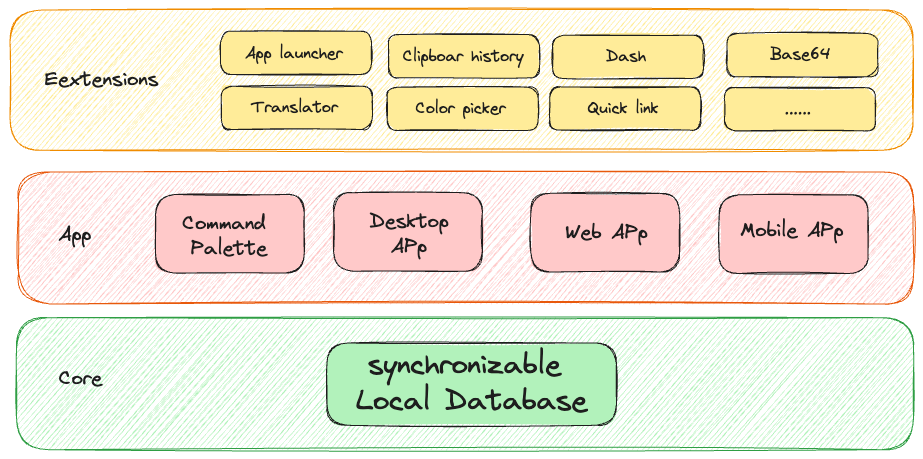 Eextensions
App launcher
Clipboar history
Dash
Base64
Translator
Color picker
Quick link
......
App
Command
Palette
Desktop
APp
Web APp
Mobile APp
Core
synchronizable
Local Database